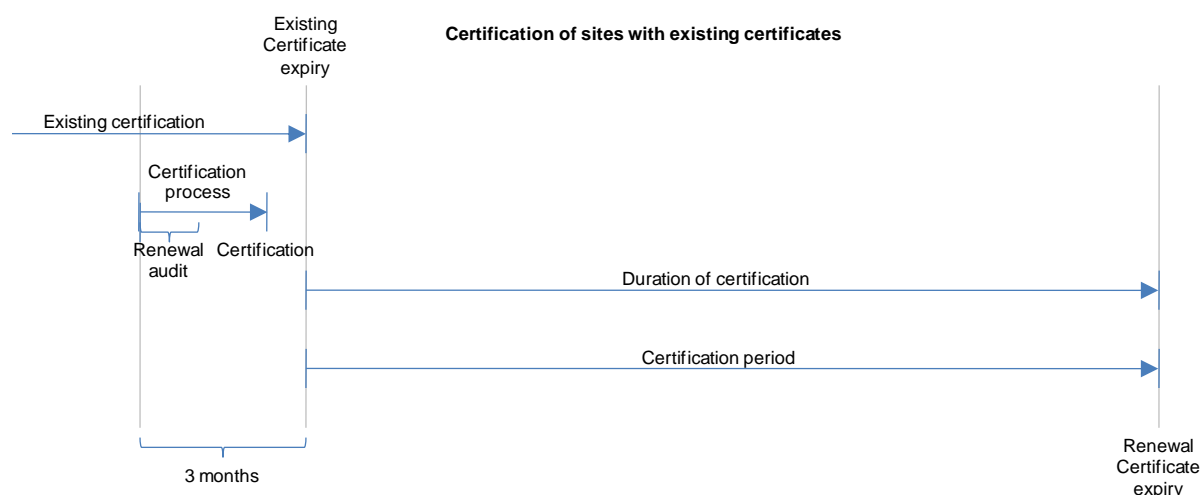 Existing
Certificate
expiry
Certification of sites with existing certificates
Existing certification
Certification
process
Renewal
audit
Certification
Duration of certification
Certification period
3 months
Renewal
Certificate
expiry